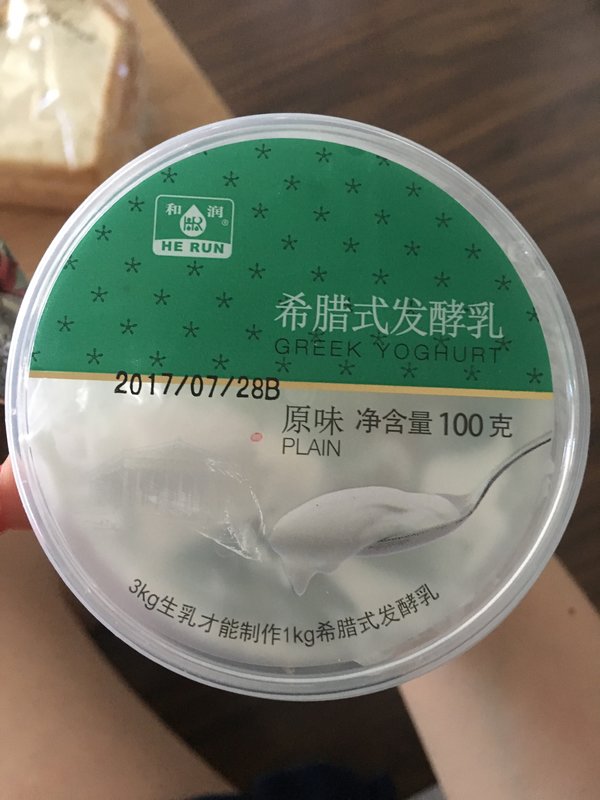 和润
®
HE RUN
希腊式发酵乳
GREEK YOGHURT
2017/07/28B
原味 净含量100克
PLAIN
3kg生乳才能制作1kg希腊式发酵乳